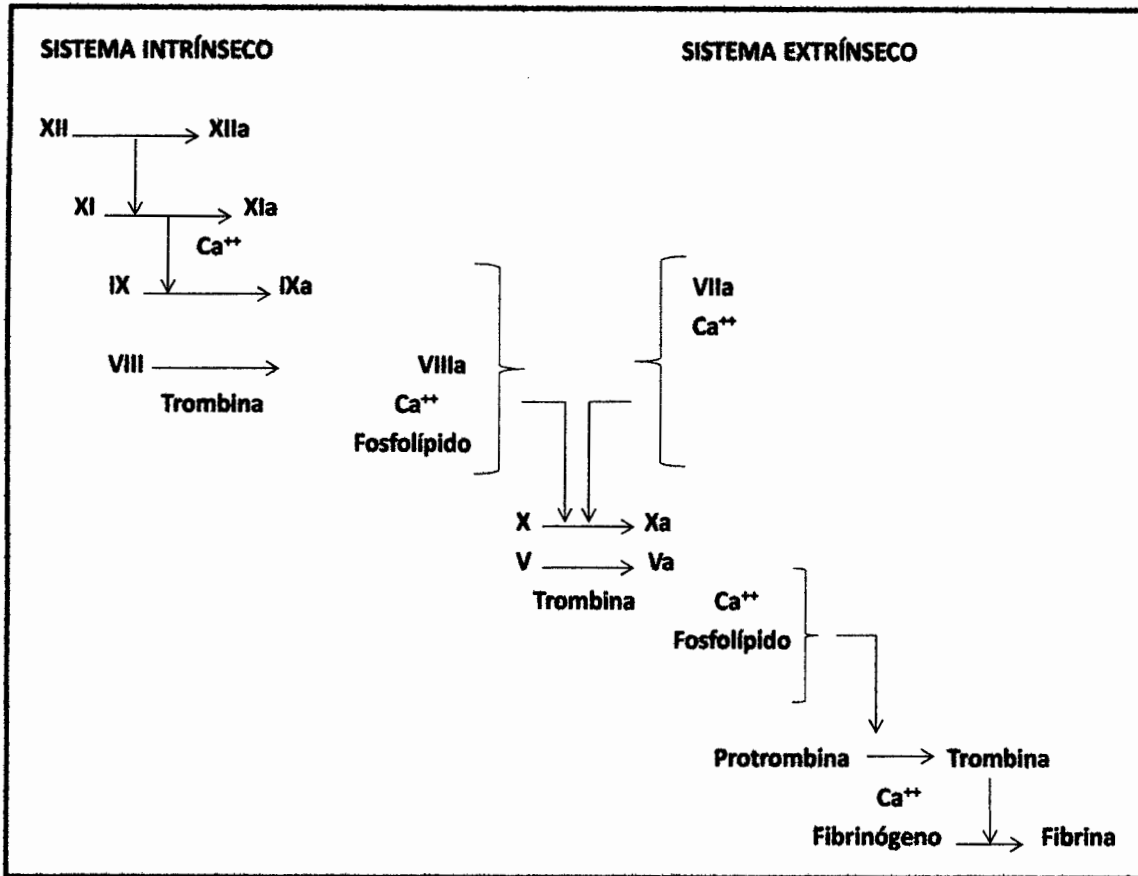 SISTEMA INTRÍNSECO
SISTEMA EXTRÍNSECO
XII XIIa
XI XIa
Ca⁺⁺
IX IXa
VIIa
Ca⁺⁺
VIII VIIIa
Trombina Ca⁺⁺
Fosfolípido
X Xa
V Va
Trombina Ca⁺⁺
Fosfolípido
Protrombina Trombina
Ca⁺⁺
Fibrinógeno Fibrina